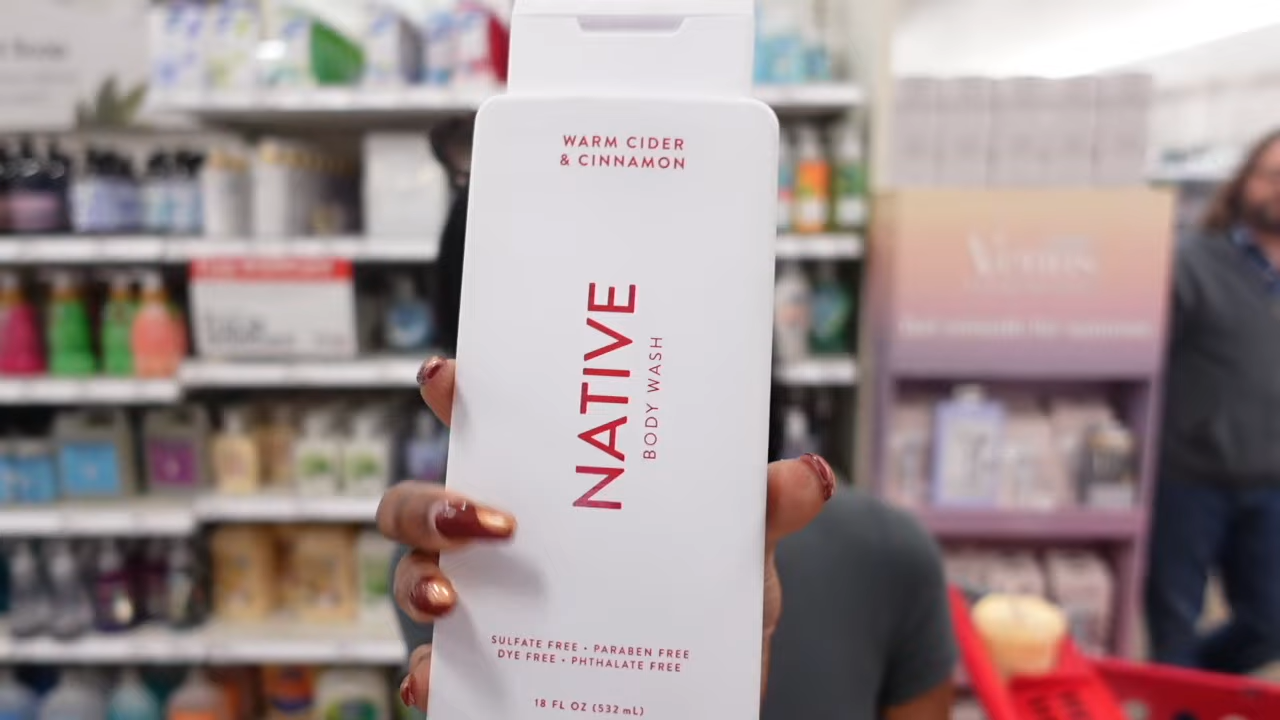 WARM CIDER
& CINNAMON
NATIVE
BODY WASH
SULFATE FREE • PARABEN FREE
DYE FREE • PHTHALATE FREE
18 FL OZ (532 mL)
Venus